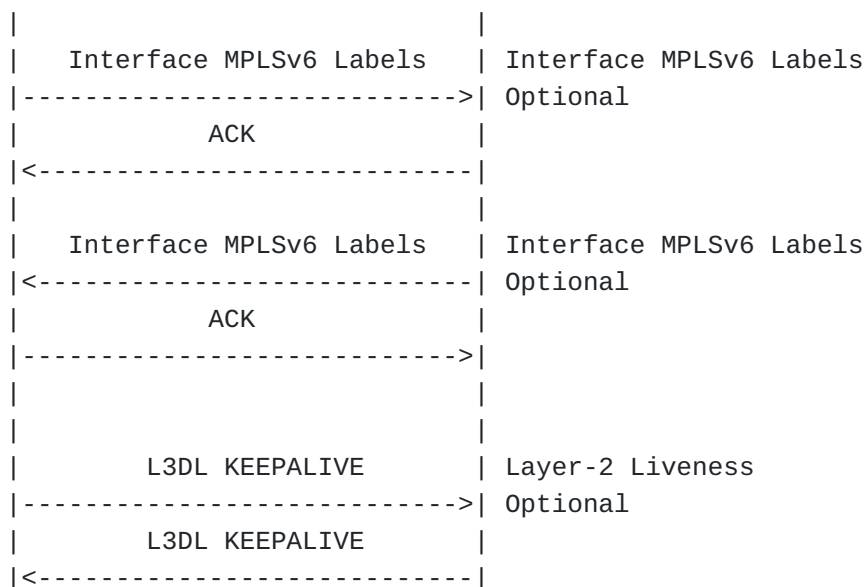 |                              |
|   Interface MPLSv6 Labels   | Interface MPLSv6 Labels
|---------------------------->| Optional
|            ACK              |
|<----------------------------|
|                              |
|   Interface MPLSv6 Labels   | Interface MPLSv6 Labels
|<----------------------------| Optional
|            ACK              |
|---------------------------->|
|                              |
|                              |
|        L3DL KEEPALIVE       | Layer-2 Liveness
|---------------------------->| Optional
|        L3DL KEEPALIVE       |
|<----------------------------|